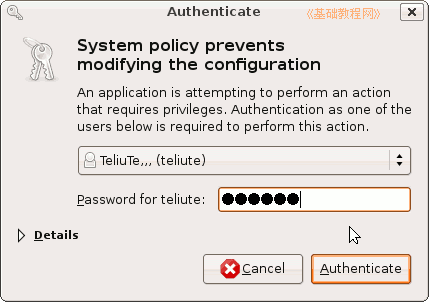 Authenticate
《基础教程网》
System policy prevents
modifying the configuration
An application is attempting to perform an action
that requires privileges. Authentication as one of the
users below is required to perform this action.
TeliuTe,,, (teliute)
Password for teliute: ●●●●●●
Details
Cancel
Authenticate